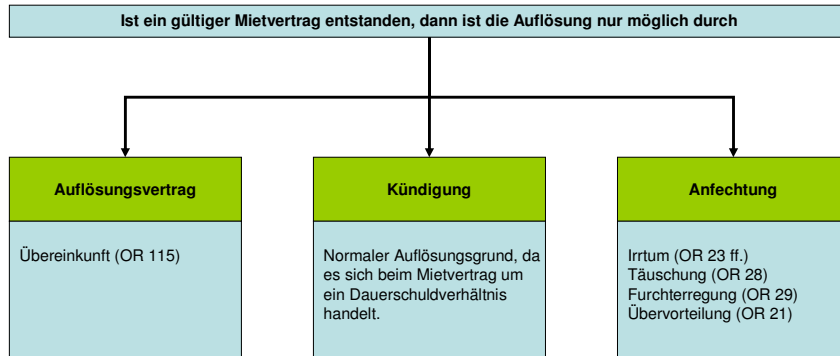 Ist ein gültiger Mietvertrag entstanden, dann ist die Auflösung nur möglich durch
Auflösungsvertrag
Übereinkunft (OR 115)
Kündigung
Normaler Auflösungsgrund, da
es sich beim Mietvertrag um
ein Dauerschuldverhältnis
handelt.
Anfechtung
Irrtum (OR 23 ff.)
Täuschung (OR 28)
Furchterregung (OR 29)
Übervorteilung (OR 21)